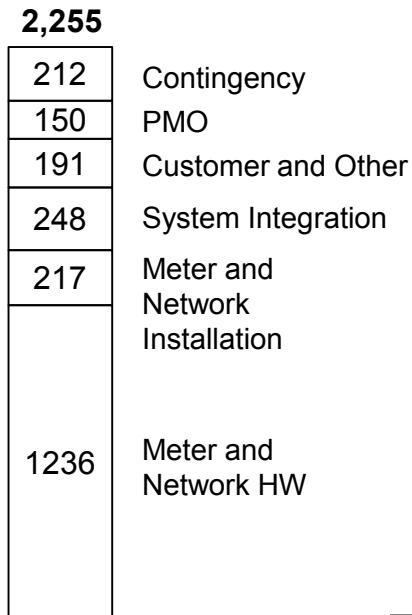 2,255
212 Contingency
150 PMO
191 Customer and Other
248 System Integration
217 Meter and
Network
Installation
1236 Meter and
Network HW